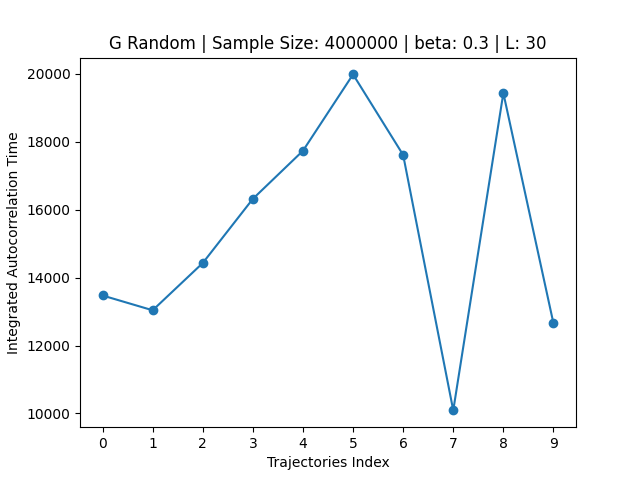 G Random | Sample Size: 4000000 | beta: 0.3 | L: 30
Integrated Autocorrelation Time
20000
18000
16000
14000
12000
10000
0 1 2 3 4 5 6 7 8 9
Trajectories Index